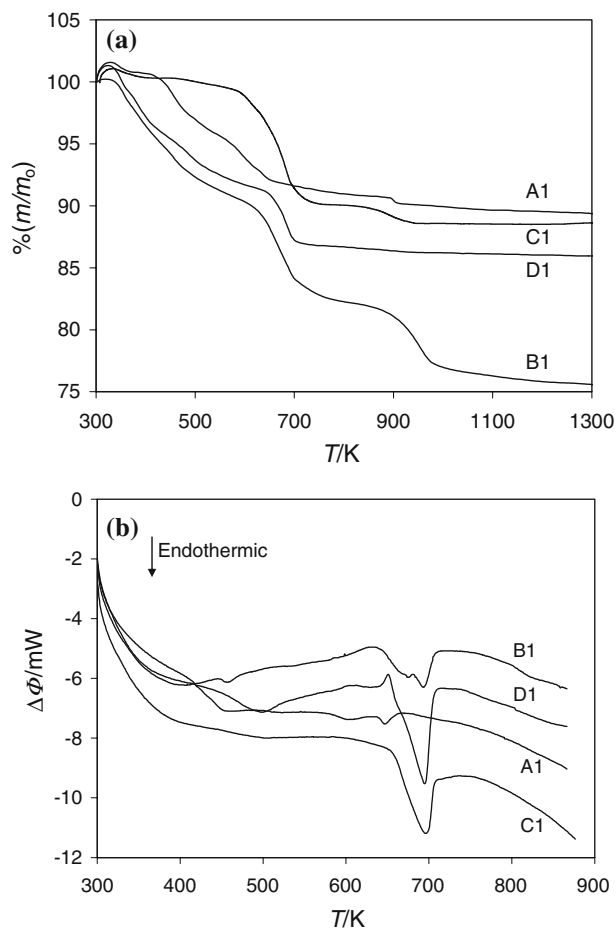 (a)
105
100
95
90
85
80
75
%(m/mo)
A1
C1
D1
B1
300 500 700 900 1100 1300
T/K
(b)
Endothermic
0
-2
-4
-6
-8
-10
-12
ΔΦ/mW
B1
D1
A1
C1
300 400 500 600 700 800 900
T/K